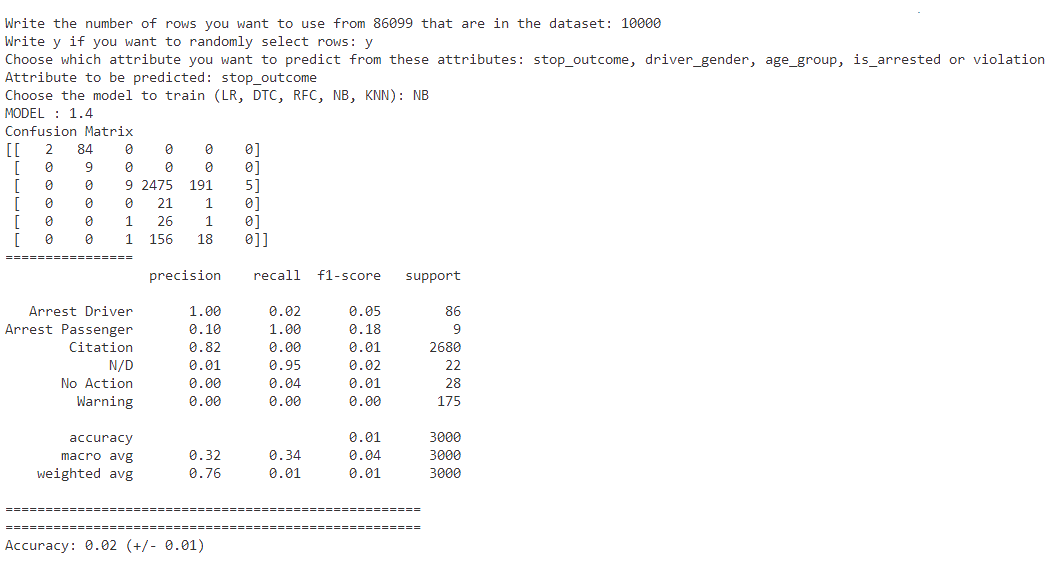 Write the number of rows you want to use from 86099 that are in the dataset: 10000
Write y if you want to randomly select rows: y
Choose which attribute you want to predict from these attributes: stop_outcome, driver_gender, age_group, is_arrested or violation
Attribute to be predicted: stop_outcome
Choose the model to train (LR, DTC, RFC, NB, KNN): NB
MODEL : 1.4
Confusion Matrix
[[   2   84    0    0    0    0]
 [   0    9    0    0    0    0]
 [   0    0    9 2475  191    5]
 [   0    0    0   21    1    0]
 [   0    0    1   26    1    0]
 [   0    0    1  156   18    0]]
================
                  precision    recall  f1-score   support

   Arrest Driver       1.00      0.02      0.05        86
Arrest Passenger       0.10      1.00      0.18         9
        Citation       0.82      0.00      0.01      2680
             N/D       0.01      0.95      0.02        22
       No Action       0.00      0.04      0.01        28
         Warning       0.00      0.00      0.00       175

        accuracy                           0.01      3000
       macro avg       0.32      0.34      0.04      3000
    weighted avg       0.76      0.01      0.01      3000

====================================================
====================================================
Accuracy: 0.02 (+/- 0.01)